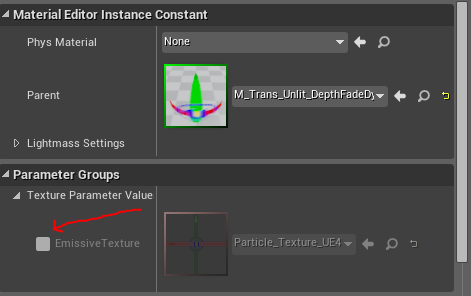 Material Editor Instance Constant
Phys Material None
Parent M_Trans_Unlit_DepthFadeDy
Lightmass Settings
Parameter Groups
Texture Parameter Value
EmissiveTexture Particle_Texture_UE4